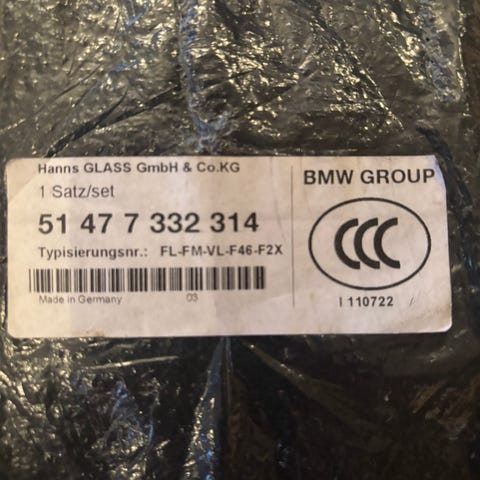 Hanns GLASS GmbH & Co.KG
1 Satz/set
51 47 7 332 314
Typisierungsnr.: FL-FM-VL-F46-F2X
Made in Germany 03
BMW GROUP
CCC
I 110722 /